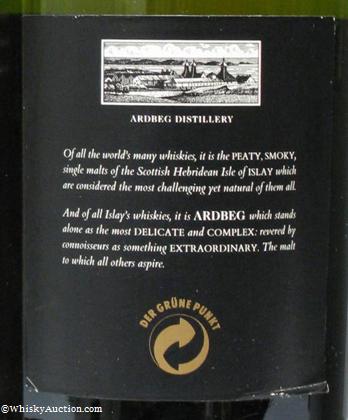 ARDBEG DISTILLERY
Of all the world's many whiskies, it is the PEATY, SMOKY,
single malts of the Scottish Hebridean Isle of ISLAY which
are considered the most challenging yet natural of them all.
And of all Islay's whiskies, it is ARDBEG which stands
alone as the most DELICATE and COMPLEX: revered by
connoisseurs as something EXTRAORDINARY. The malt
to which all others aspire.
DER GRÜNE PUNKT
©WhiskyAuction.com